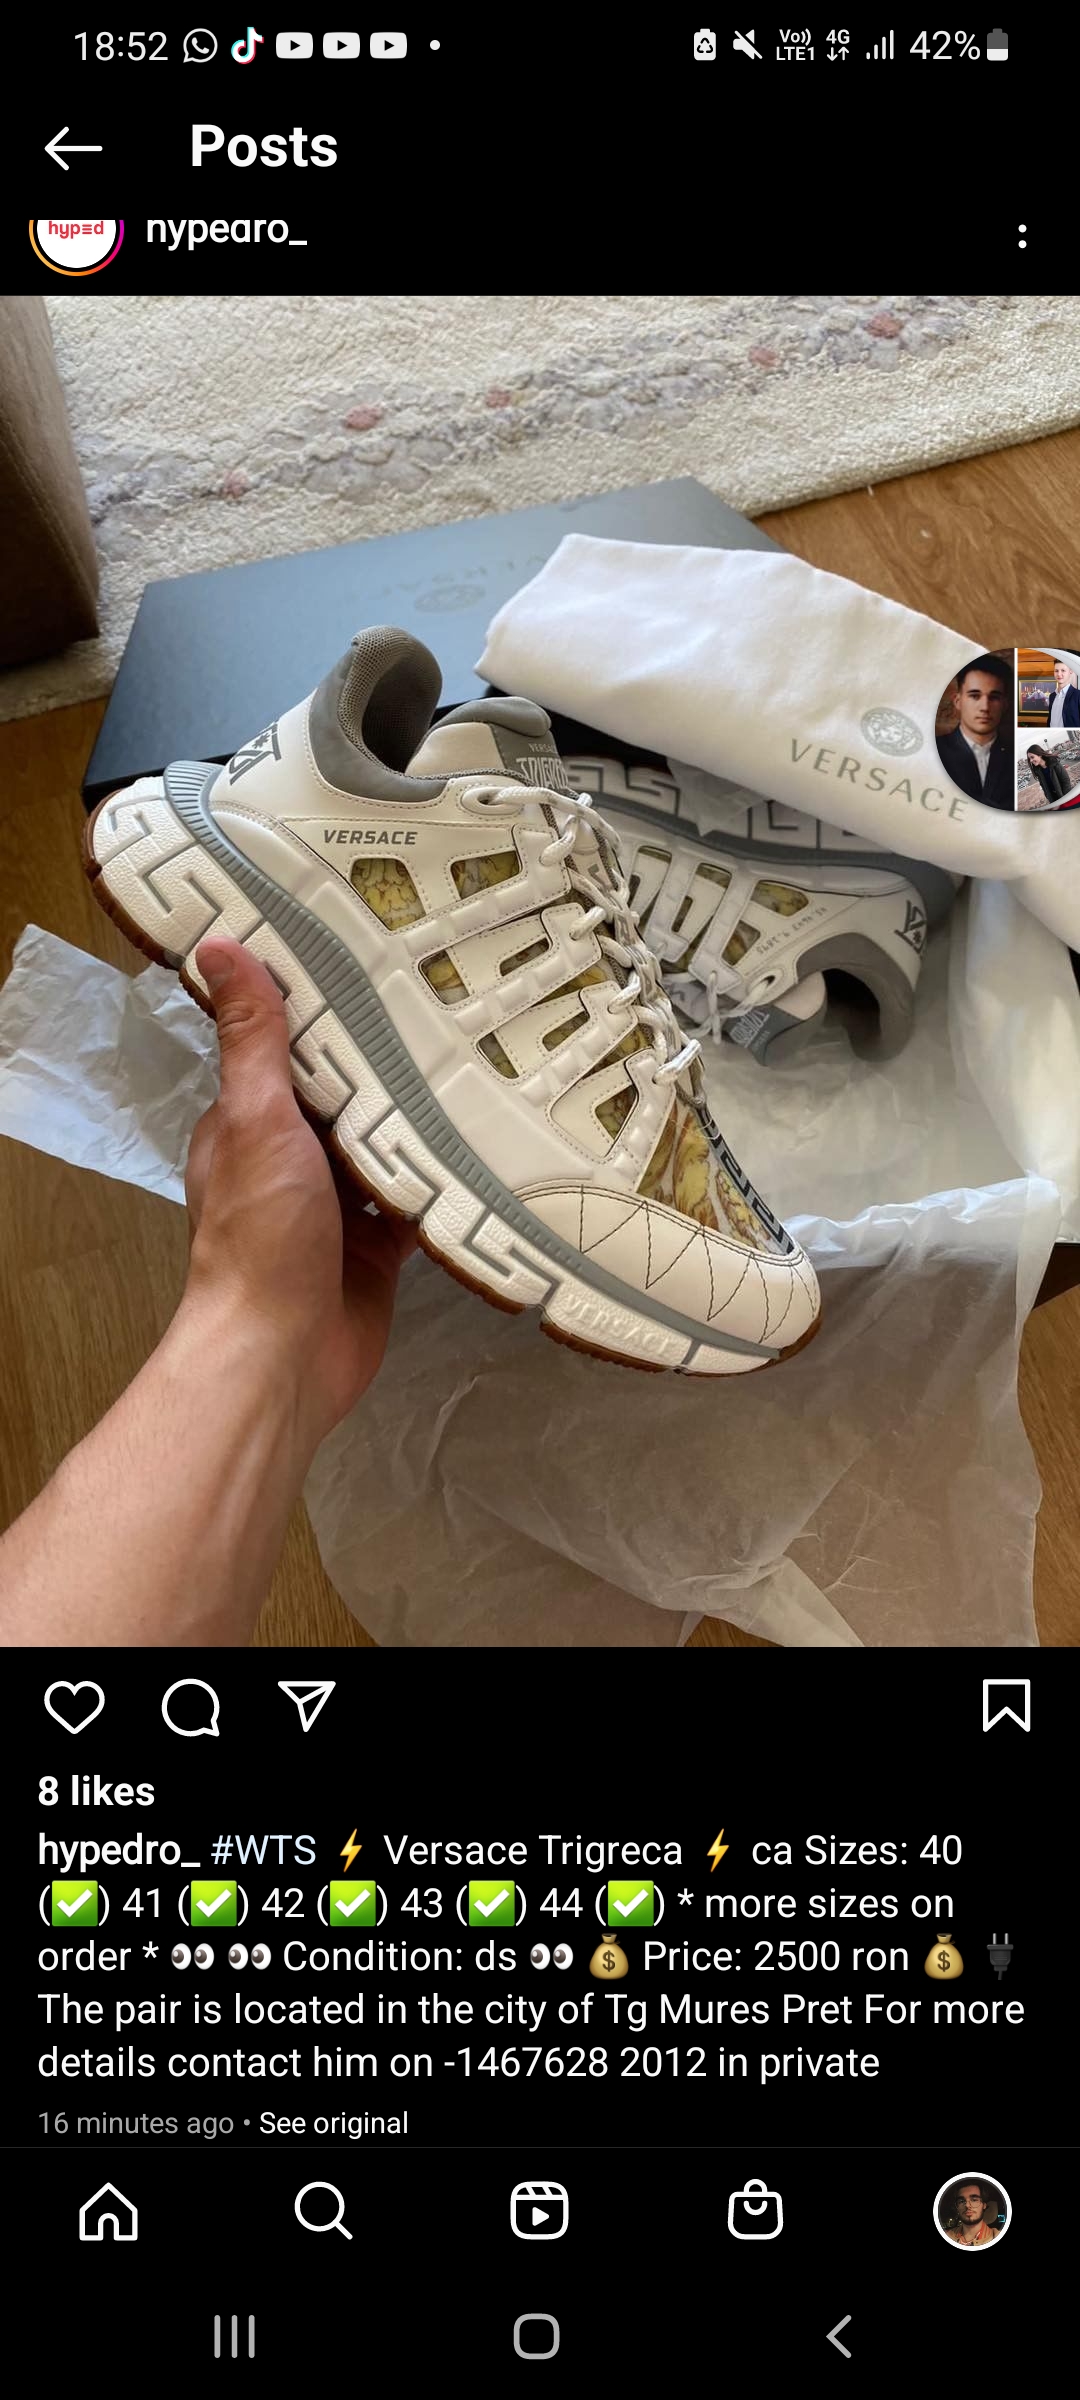 18:52 Vo)) LTE1 4G 42%
Posts
hyped hypedro_
VERSACE
VERSACE
VERSACE
8 likes
hypedro_ #WTS ⚡ Versace Trigreca ⚡ ca Sizes: 40
(✅) 41 (✅) 42 (✅) 43 (✅) 44 (✅) * more sizes on
order * 👀 👀 Condition: ds 👀 💰 Price: 2500 ron 💰 🔌
The pair is located in the city of Tg Mures Pret For more
details contact him on -1467628 2012 in private
16 minutes ago • See original